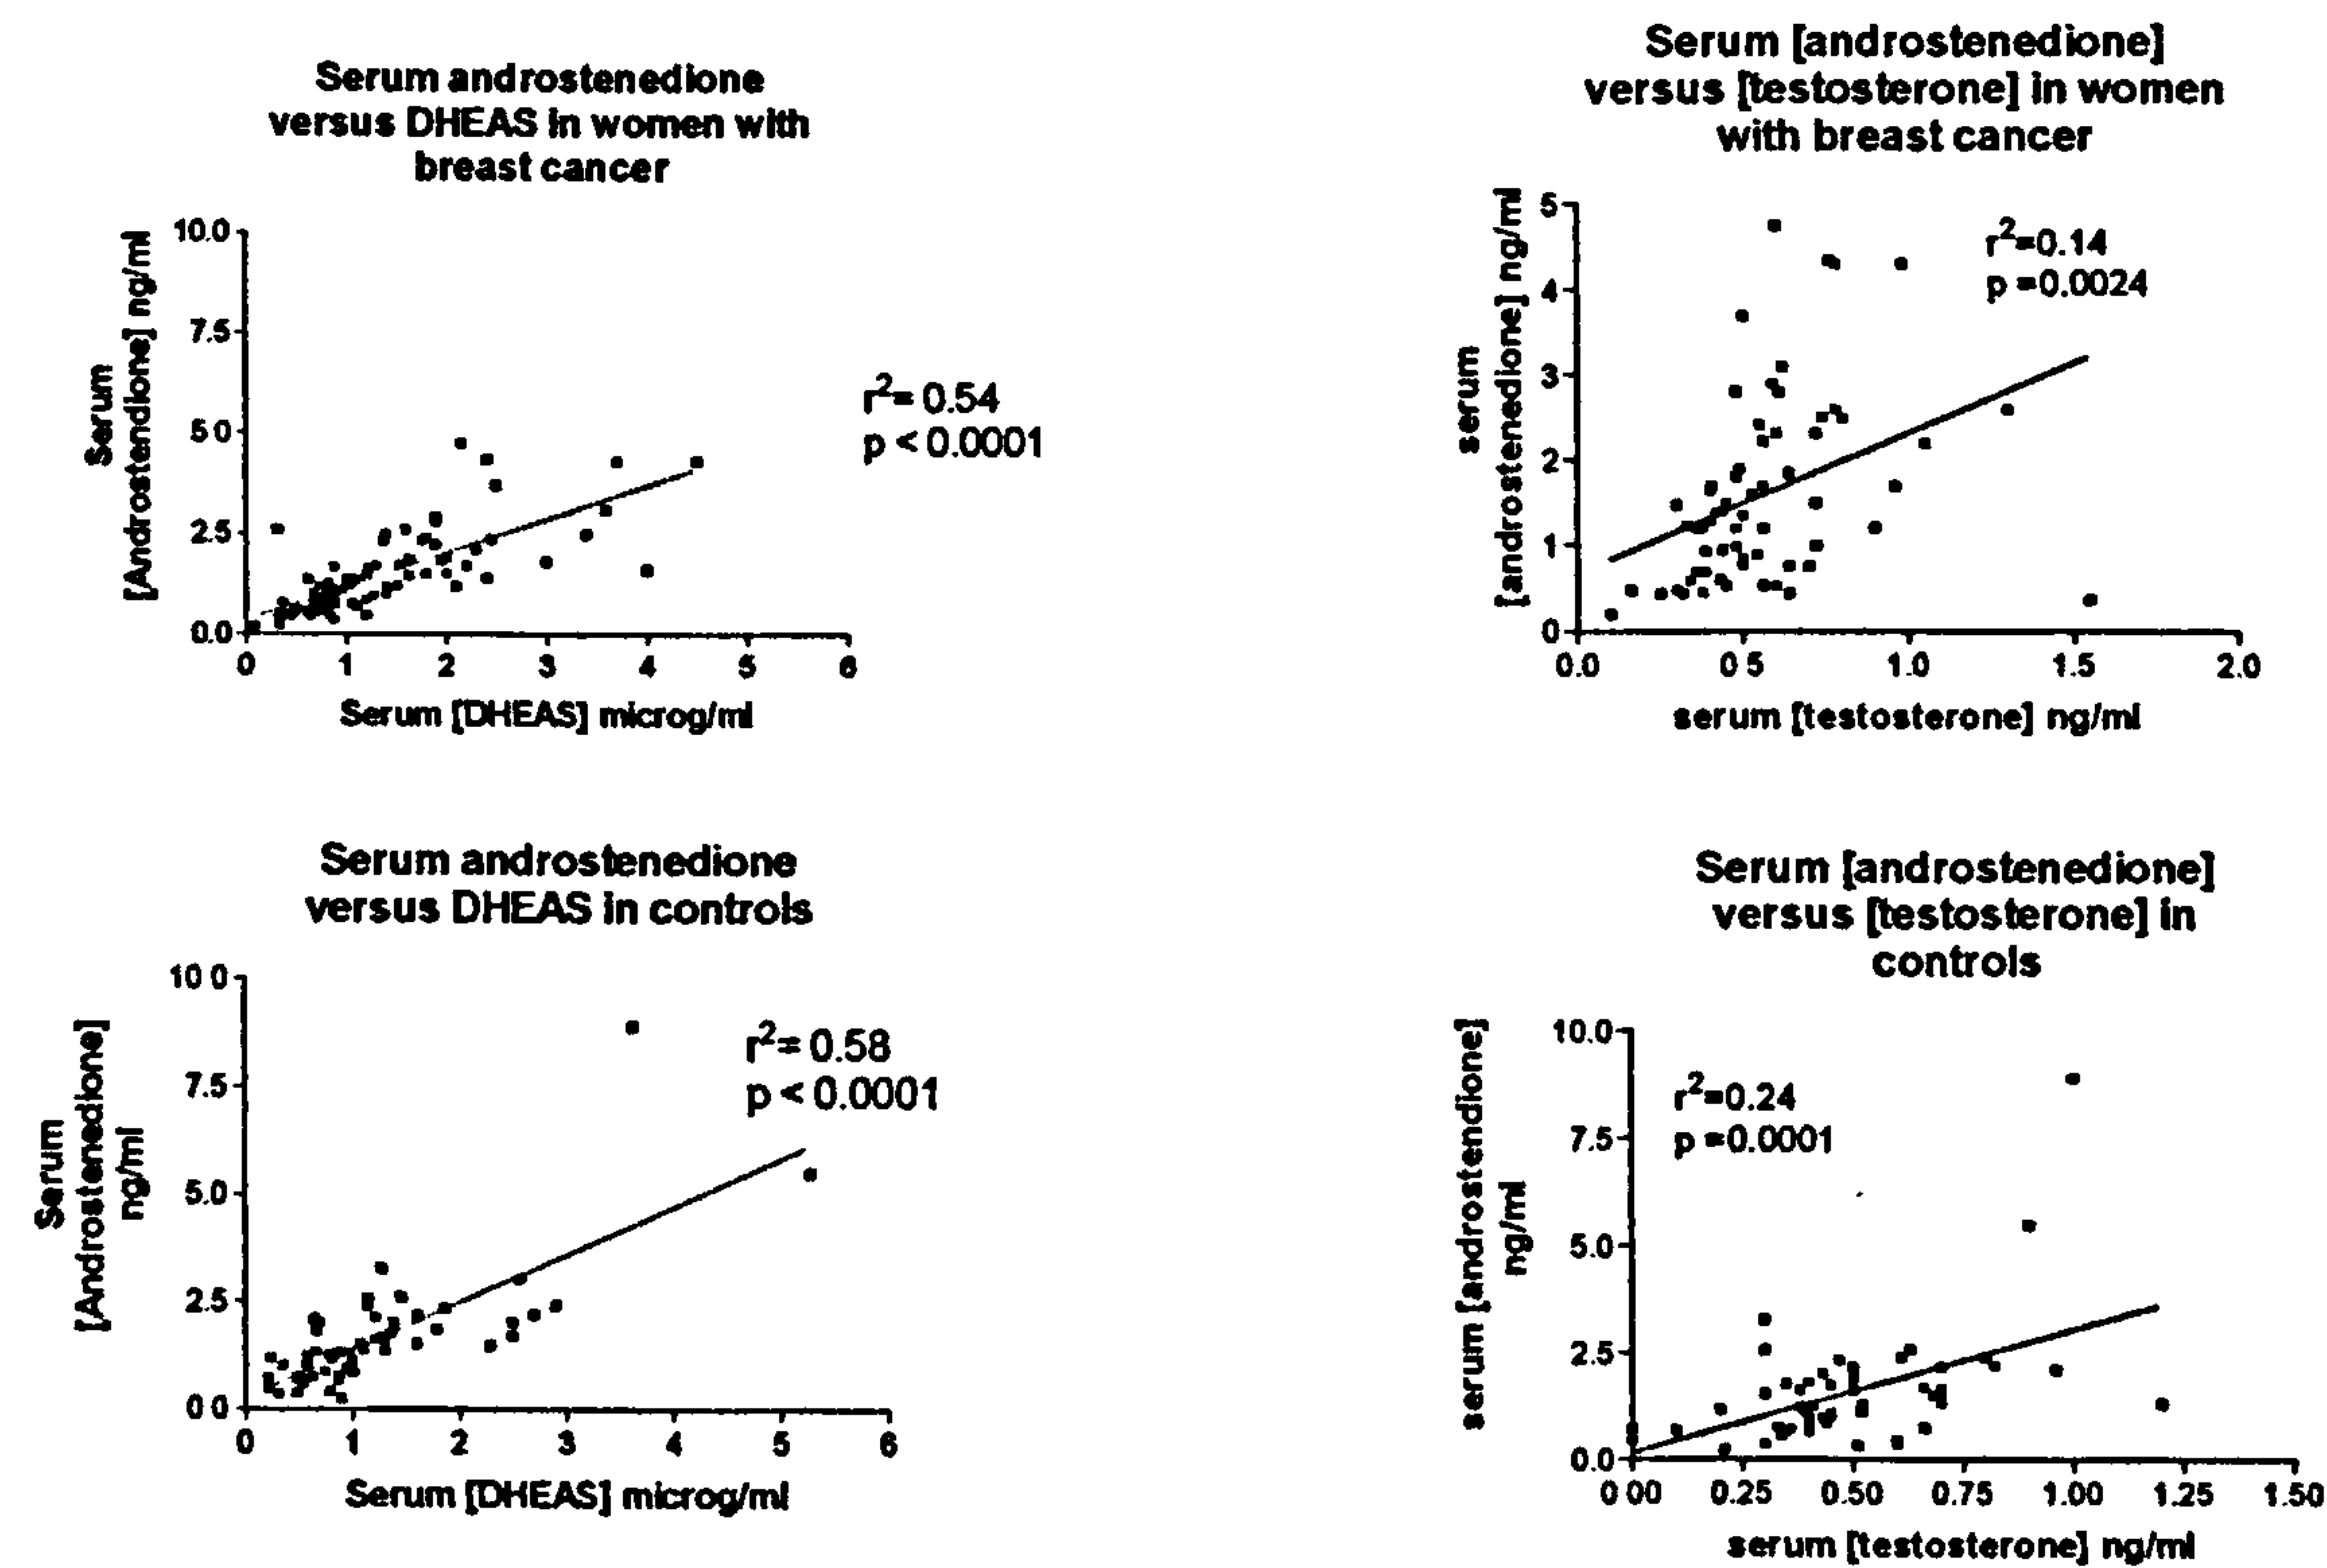 Serum androstenedione
versus DHEAS in women with
breast cancer
Serum
[Androstendione] ng/ml
10.0
7.5
5 0
2.5
0.0
r²= 0.54
p < 0.0001
0 1 2 3 4 5 6
Serum [DHEAS] microg/ml
Serum [androstenedione]
versus [testosterone] in women
with breast cancer
serum
[androstenedione] ng/ml
5
4
3
2
1
0
r²=0.14
p =0.0024
0.0 0 5 1.0 1.5 2.0
serum [testosterone] ng/ml
Serum androstenedione
versus DHEAS in controls
Serum
[Androstenedione]
ng/ml
10 0
7.5
5.0
2.5
0 0
r²= 0.58
p < 0.0001
0 1 2 3 4 5 6
Serum [DHEAS] microg/ml
Serum [androstenedione]
versus [testosterone] in
controls
serum [androstendione]
ng/ml
10.0
7.5
5.0
2.5
0.0
r²=0.24
p =0.0001
0 00 0.25 0.50 0.75 1.00 1.25 1.50
serum [testosterone] ng/ml